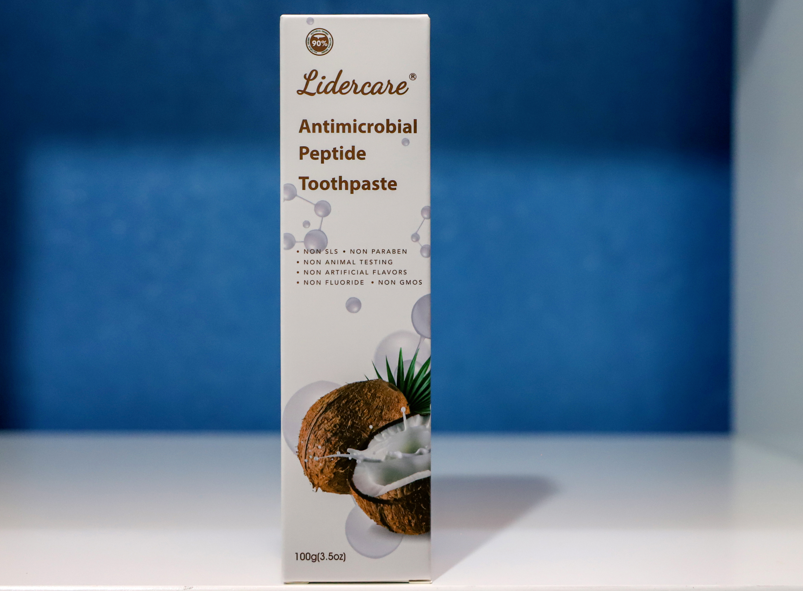 90%
Lidercare®
Antimicrobial
Peptide
Toothpaste
• NON SLS • NON PARABEN
• NON ANIMAL TESTING
• NON ARTIFICIAL FLAVORS
• NON FLUORIDE • NON GMOS
100g(3.5oz)